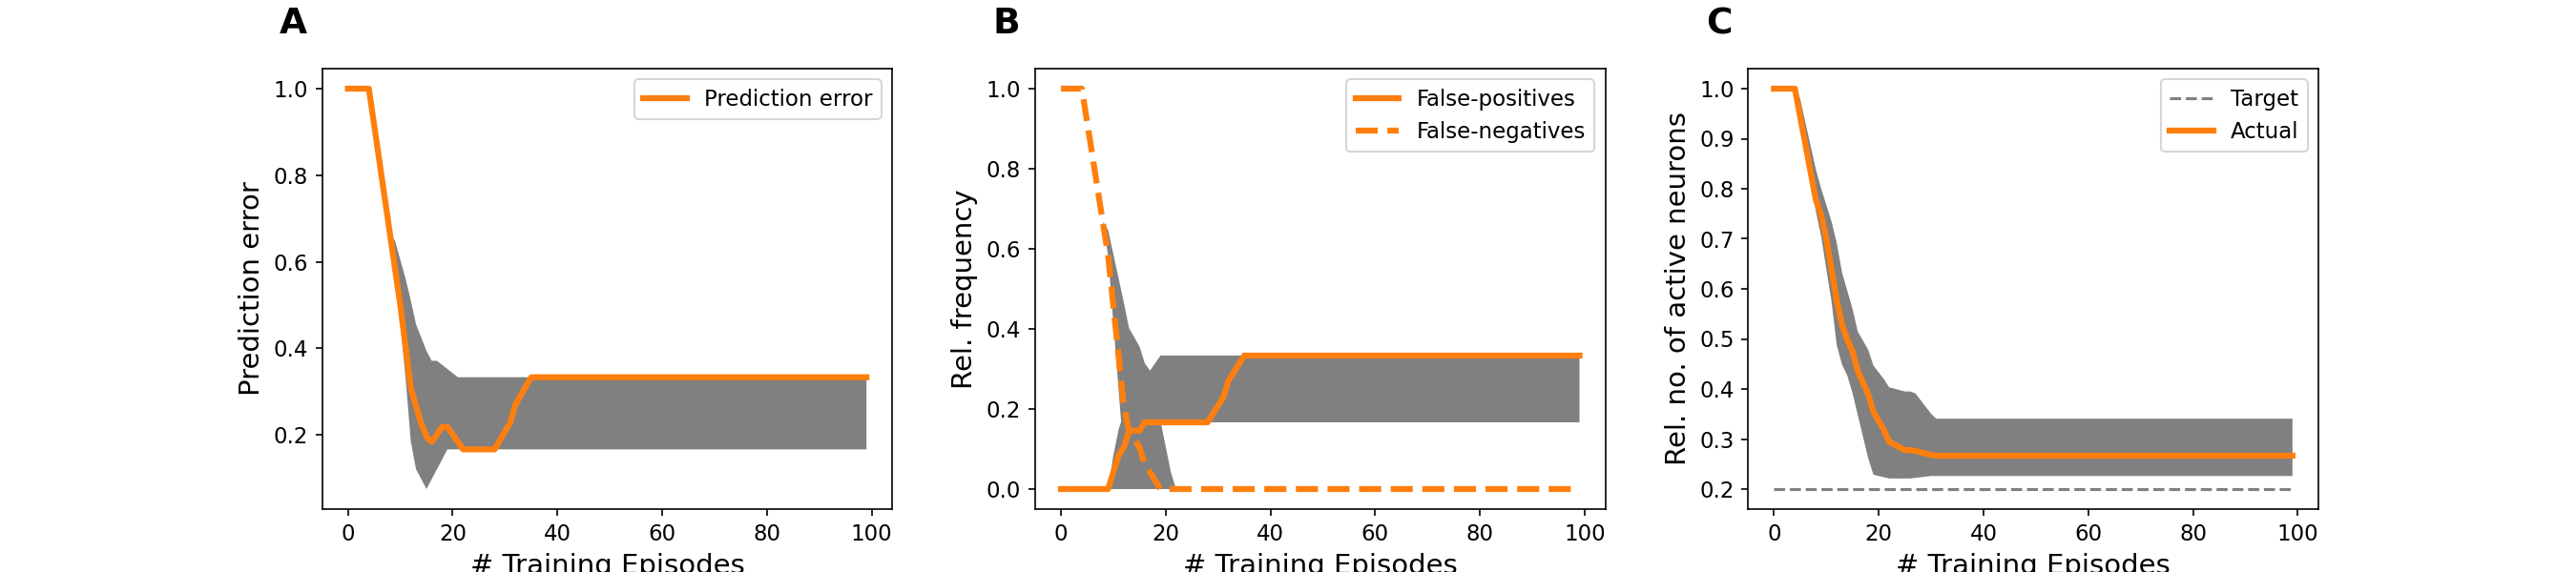 A
B
C
Prediction error
1.0
0.8
0.6
0.4
0.2
0
20
40
60
80
100
# Training Episodes
Prediction error
Rel. frequency
1.0
0.8
0.6
0.4
0.2
0.0
0
20
40
60
80
100
# Training Episodes
False-positives
False-negatives
Rel. no. of active neurons
1.0
0.9
0.8
0.7
0.6
0.5
0.4
0.3
0.2
0
20
40
60
80
100
# Training Episodes
Target
Actual